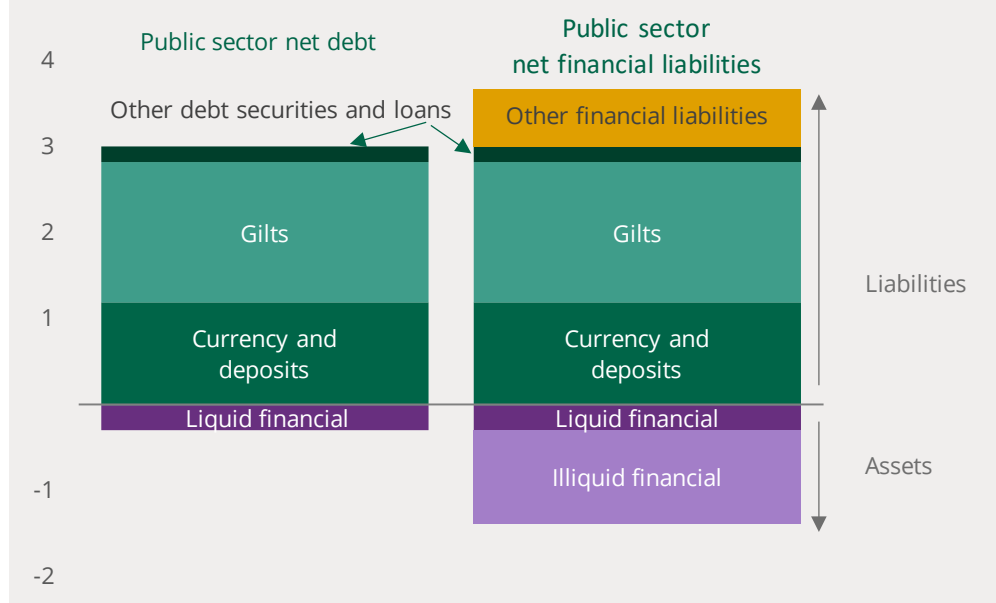 Public sector net debt
Public sector
net financial liabilities
4
3
2
1
-1
-2
Other debt securities and loans
Other financial liabilities
Gilts
Gilts
Currency and
deposits
Currency and
deposits
Liquid financial
Liquid financial
Illiquid financial
Liabilities
Assets